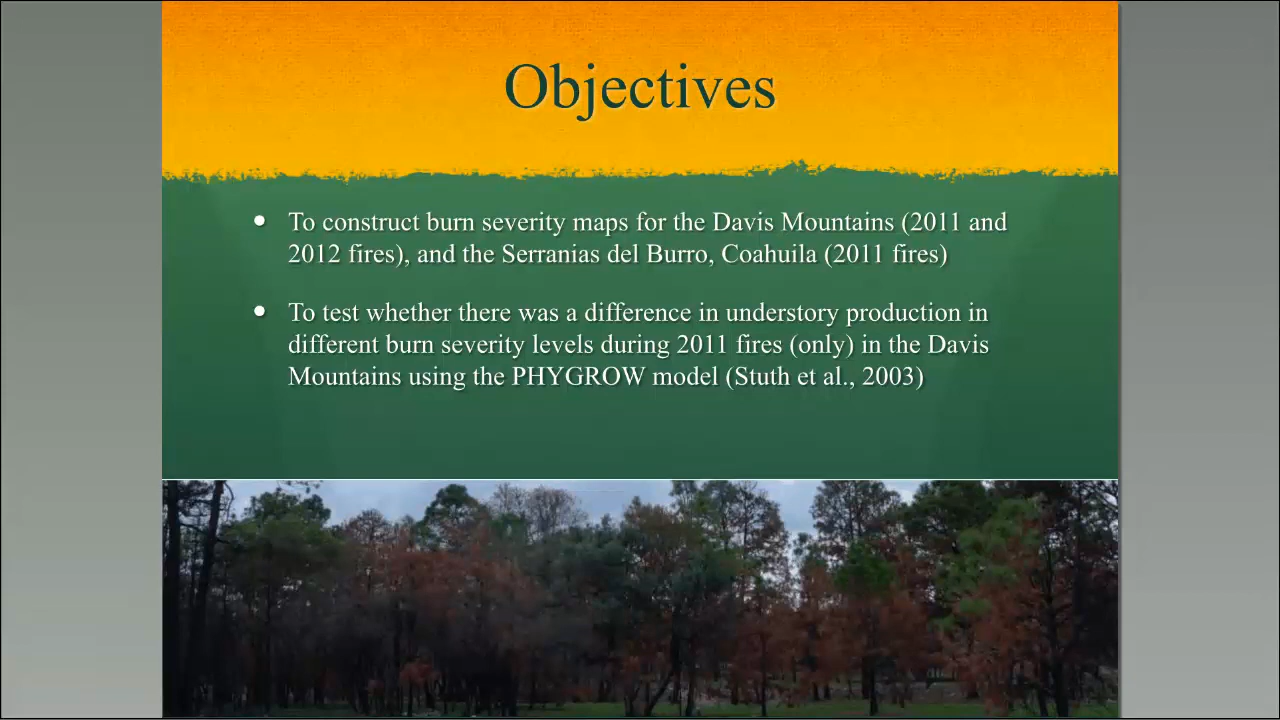 Objectives
• To construct burn severity maps for the Davis Mountains (2011 and
2012 fires), and the Serranias del Burro, Coahuila (2011 fires)
• To test whether there was a difference in understory production in
different burn severity levels during 2011 fires (only) in the Davis
Mountains using the PHYGROW model (Stuth et al., 2003)